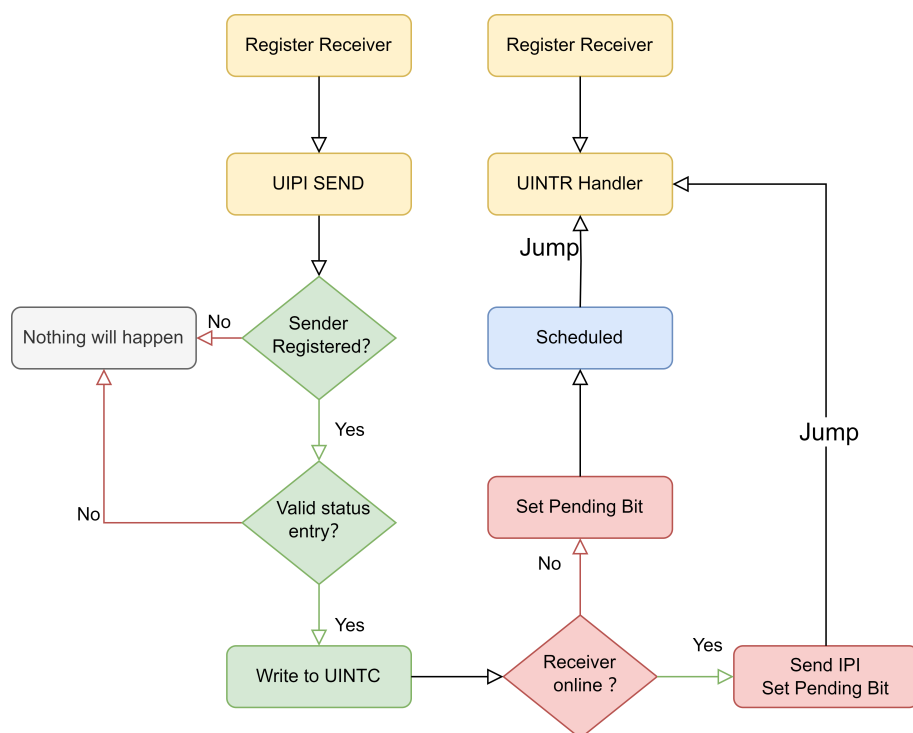 Register Receiver
Register Receiver
UIPI SEND
UINTR Handler
Jump
Sender
Registered?
No
Nothing will happen
Scheduled
Yes
Jump
Valid status
entry?
No
Set Pending Bit
No
Yes
Write to UINTC
Receiver
online ?
Yes
Send IPI
Set Pending Bit